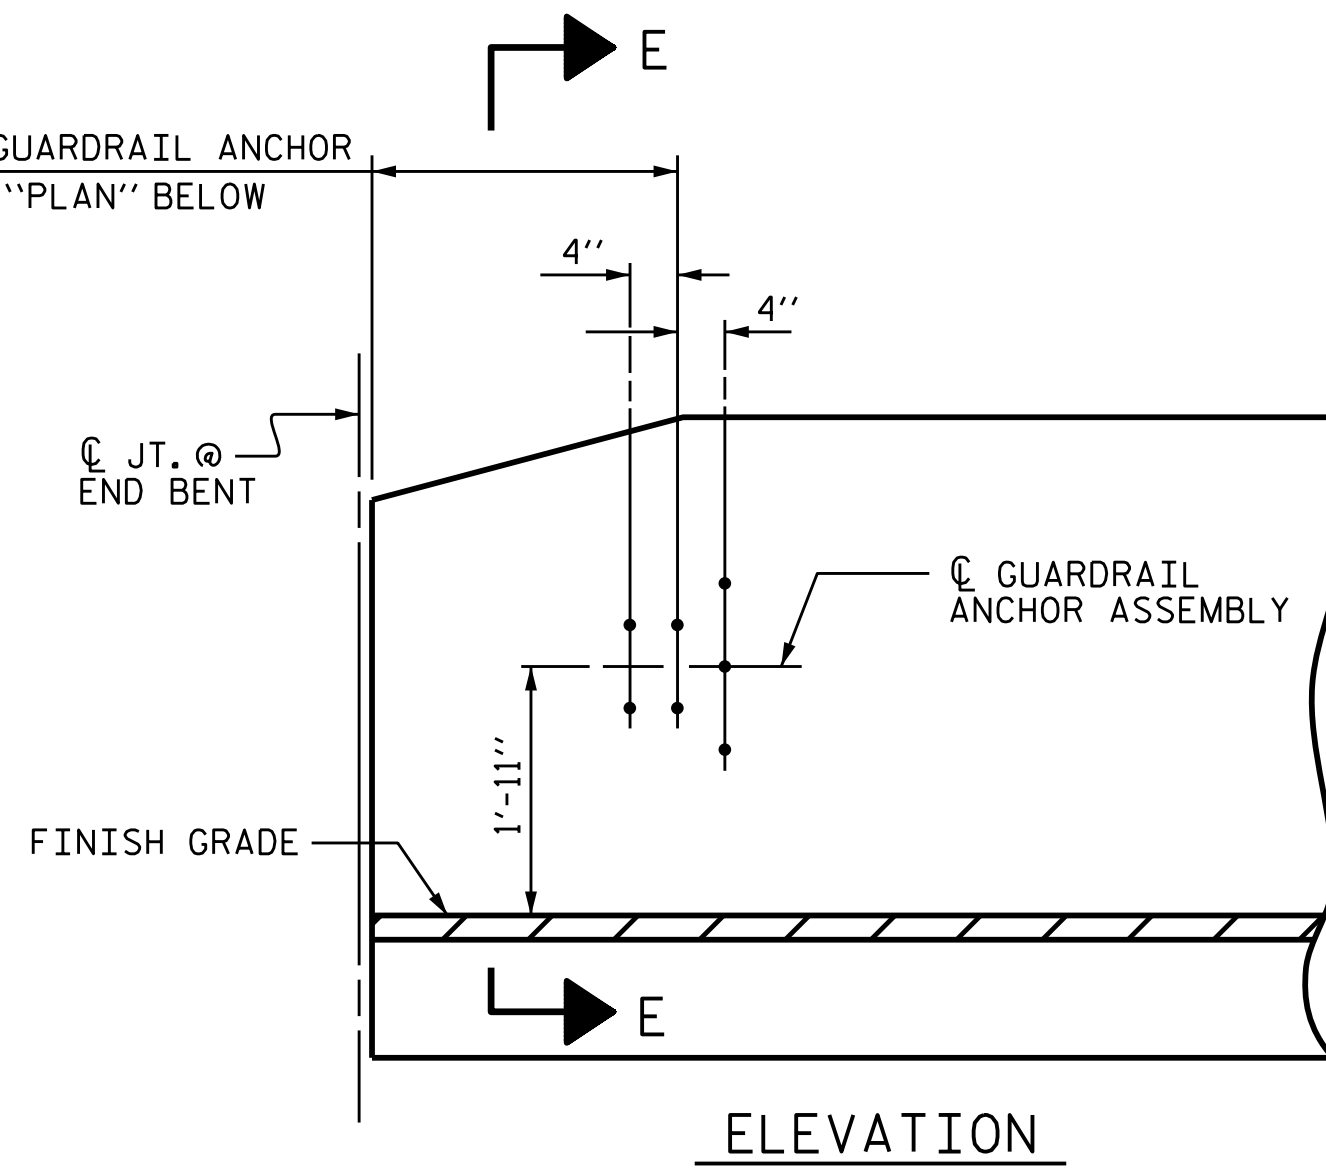 E
GUARDRAIL ANCHOR
"PLAN" BELOW
4"
4"
℄ JT. @
END BENT
℄ GUARDRAIL
ANCHOR ASSEMBLY
1'-11"
FINISH GRADE
E
ELEVATION